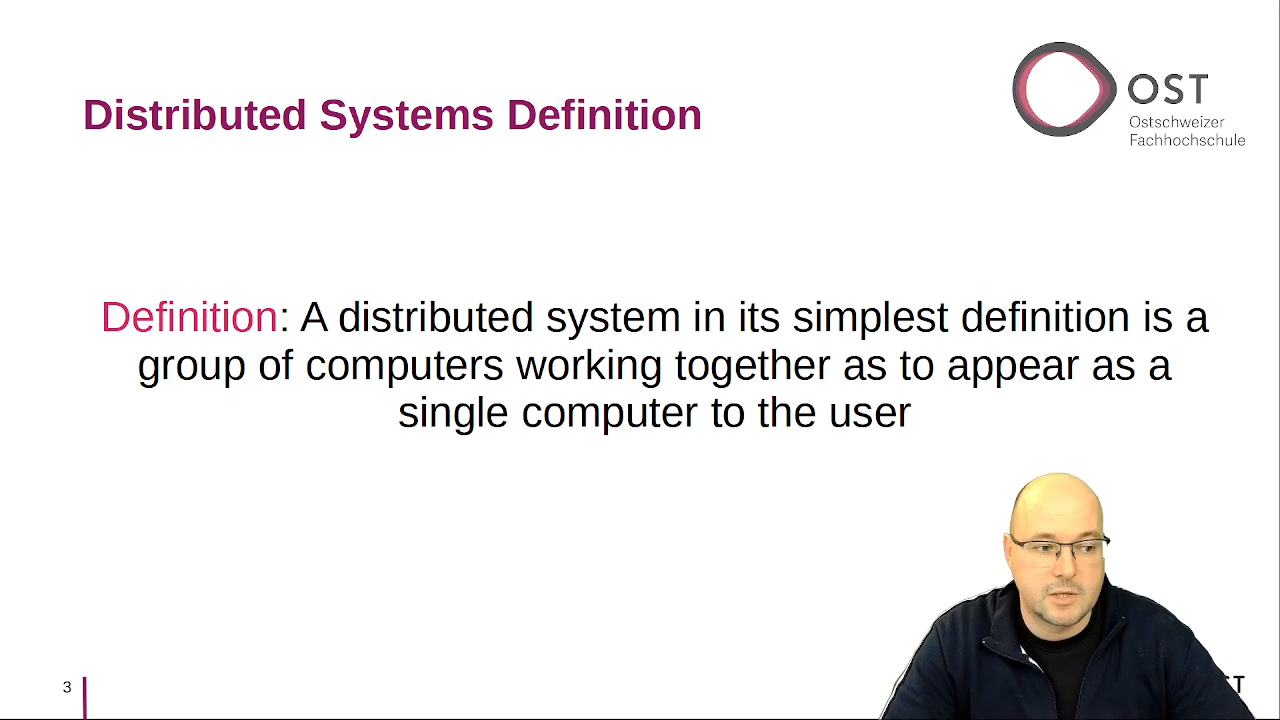 Distributed Systems Definition
OST
Ostschweizer
Fachhochschule
Definition: A distributed system in its simplest definition is a
group of computers working together as to appear as a
single computer to the user
3